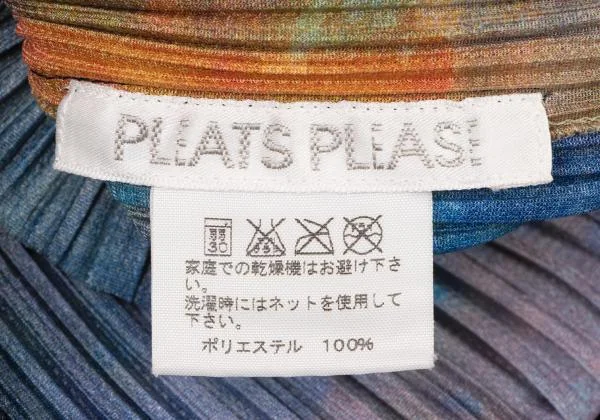 PLEATS PLEASE
家庭での乾燥機はお避け下さ
い。
洗濯時にはネットを使用して
下さい。
ポリエステル 100%